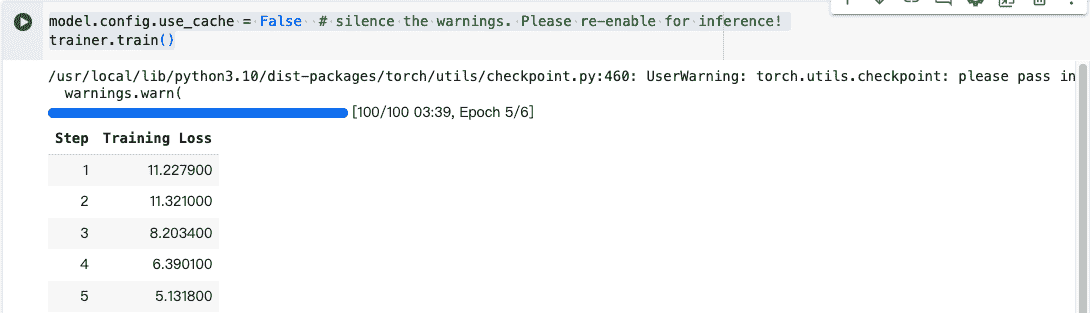 model.config.use_cache = False  # silence the warnings. Please re-enable for inference!
trainer.train()
/usr/local/lib/python3.10/dist-packages/torch/utils/checkpoint.py:460: UserWarning: torch.utils.checkpoint: please pass in
  warnings.warn(
[100/100 03:39, Epoch 5/6]
Step Training Loss
1 11.227900
2 11.321000
3 8.203400
4 6.390100
5 5.131800